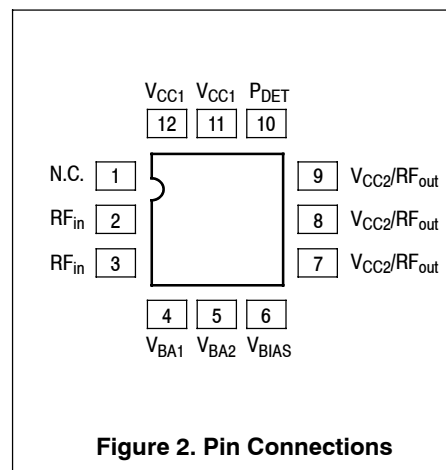 V_CC1 V_CC1 P_DET
12 11 10
N.C. 1 9 V_CC2/RF_out
RF_in 2 8 V_CC2/RF_out
RF_in 3 7 V_CC2/RF_out
4 5 6
V_BA1 V_BA2 V_BIAS
Figure 2. Pin Connections